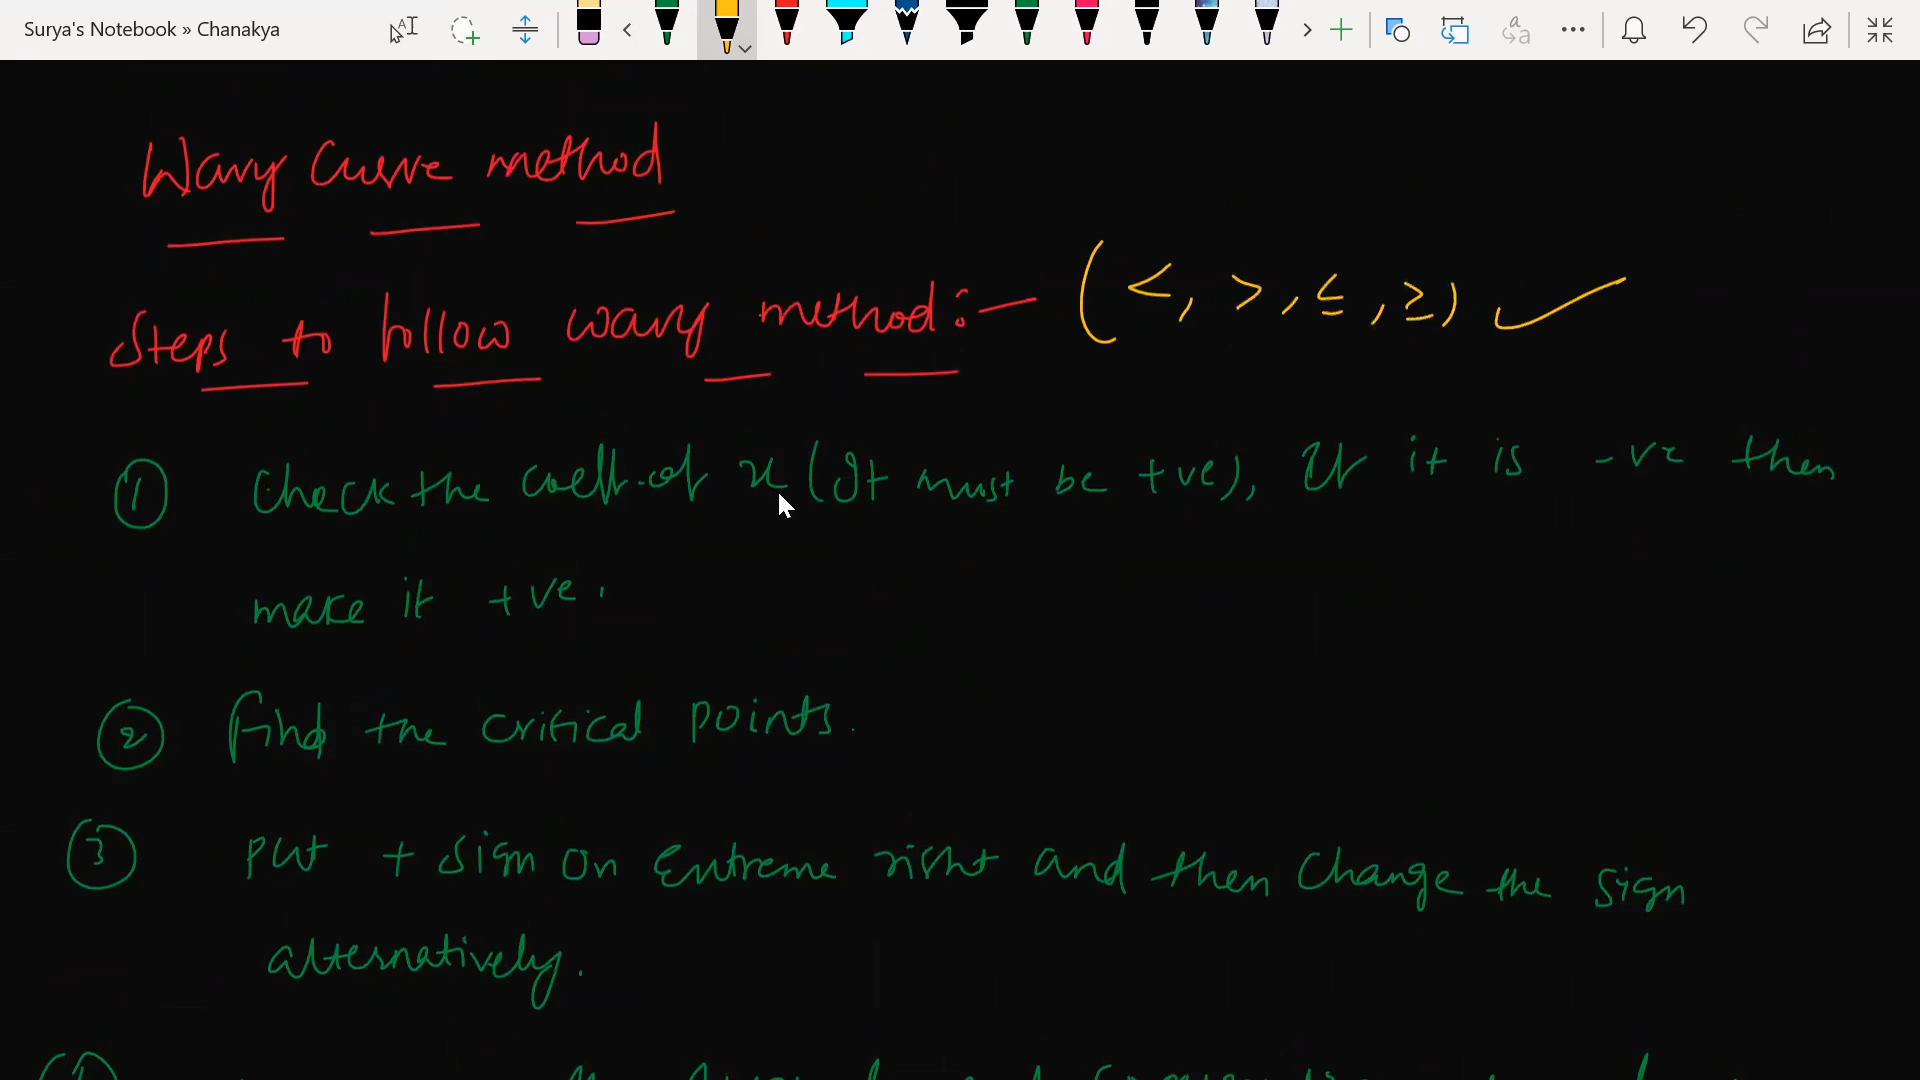 Surya's Notebook » Chanakya
Wavy Curve method
Steps to follow wavy method :— (<, >, ≤, ≥) ✓
① Check the coeff. of x (It must be +ve), If it is -ve then
make it +ve.
② Find the critical points.
③ Put + sign on Extreme right and then Change the sign
alternatively.